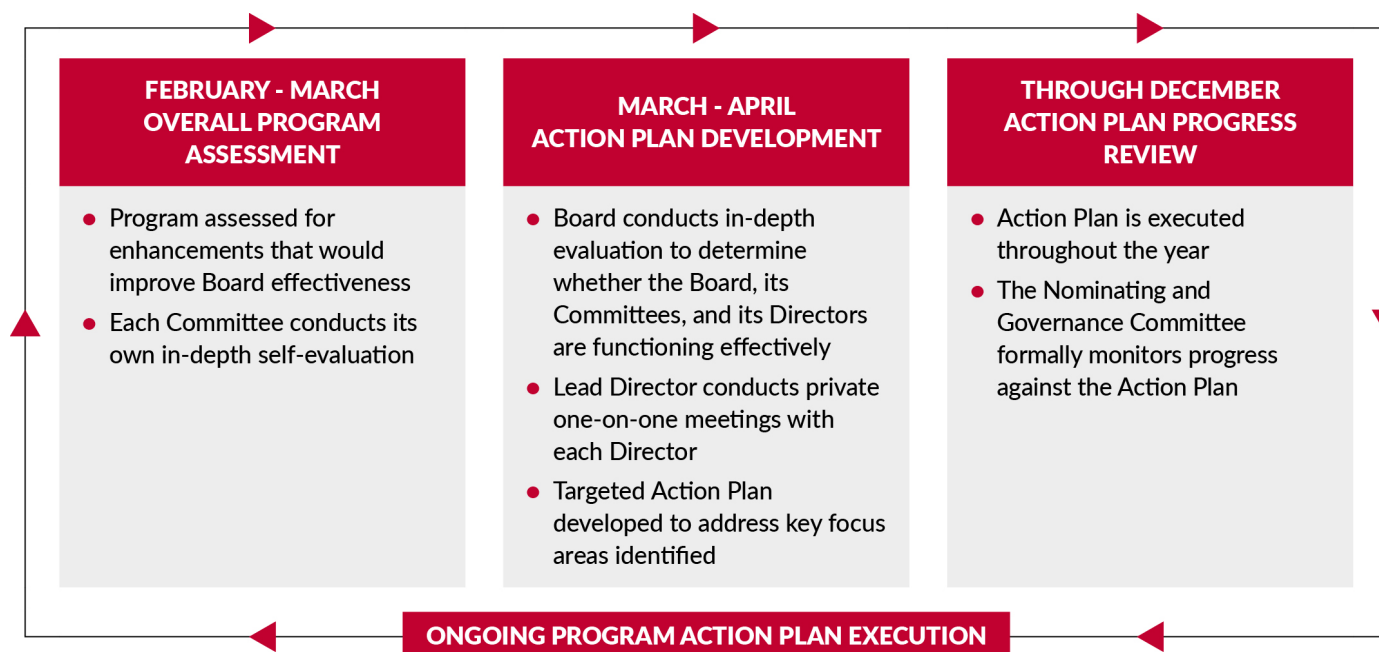 FEBRUARY - MARCH
OVERALL PROGRAM
ASSESSMENT
● Program assessed for
enhancements that would
improve Board effectiveness
● Each Committee conducts its
own in-depth self-evaluation
MARCH - APRIL
ACTION PLAN DEVELOPMENT
● Board conducts in-depth
evaluation to determine
whether the Board, its
Committees, and its Directors
are functioning effectively
● Lead Director conducts private
one-on-one meetings with
each Director
● Targeted Action Plan
developed to address key focus
areas identified
THROUGH DECEMBER
ACTION PLAN PROGRESS
REVIEW
● Action Plan is executed
throughout the year
● The Nominating and
Governance Committee
formally monitors progress
against the Action Plan
ONGOING PROGRAM ACTION PLAN EXECUTION